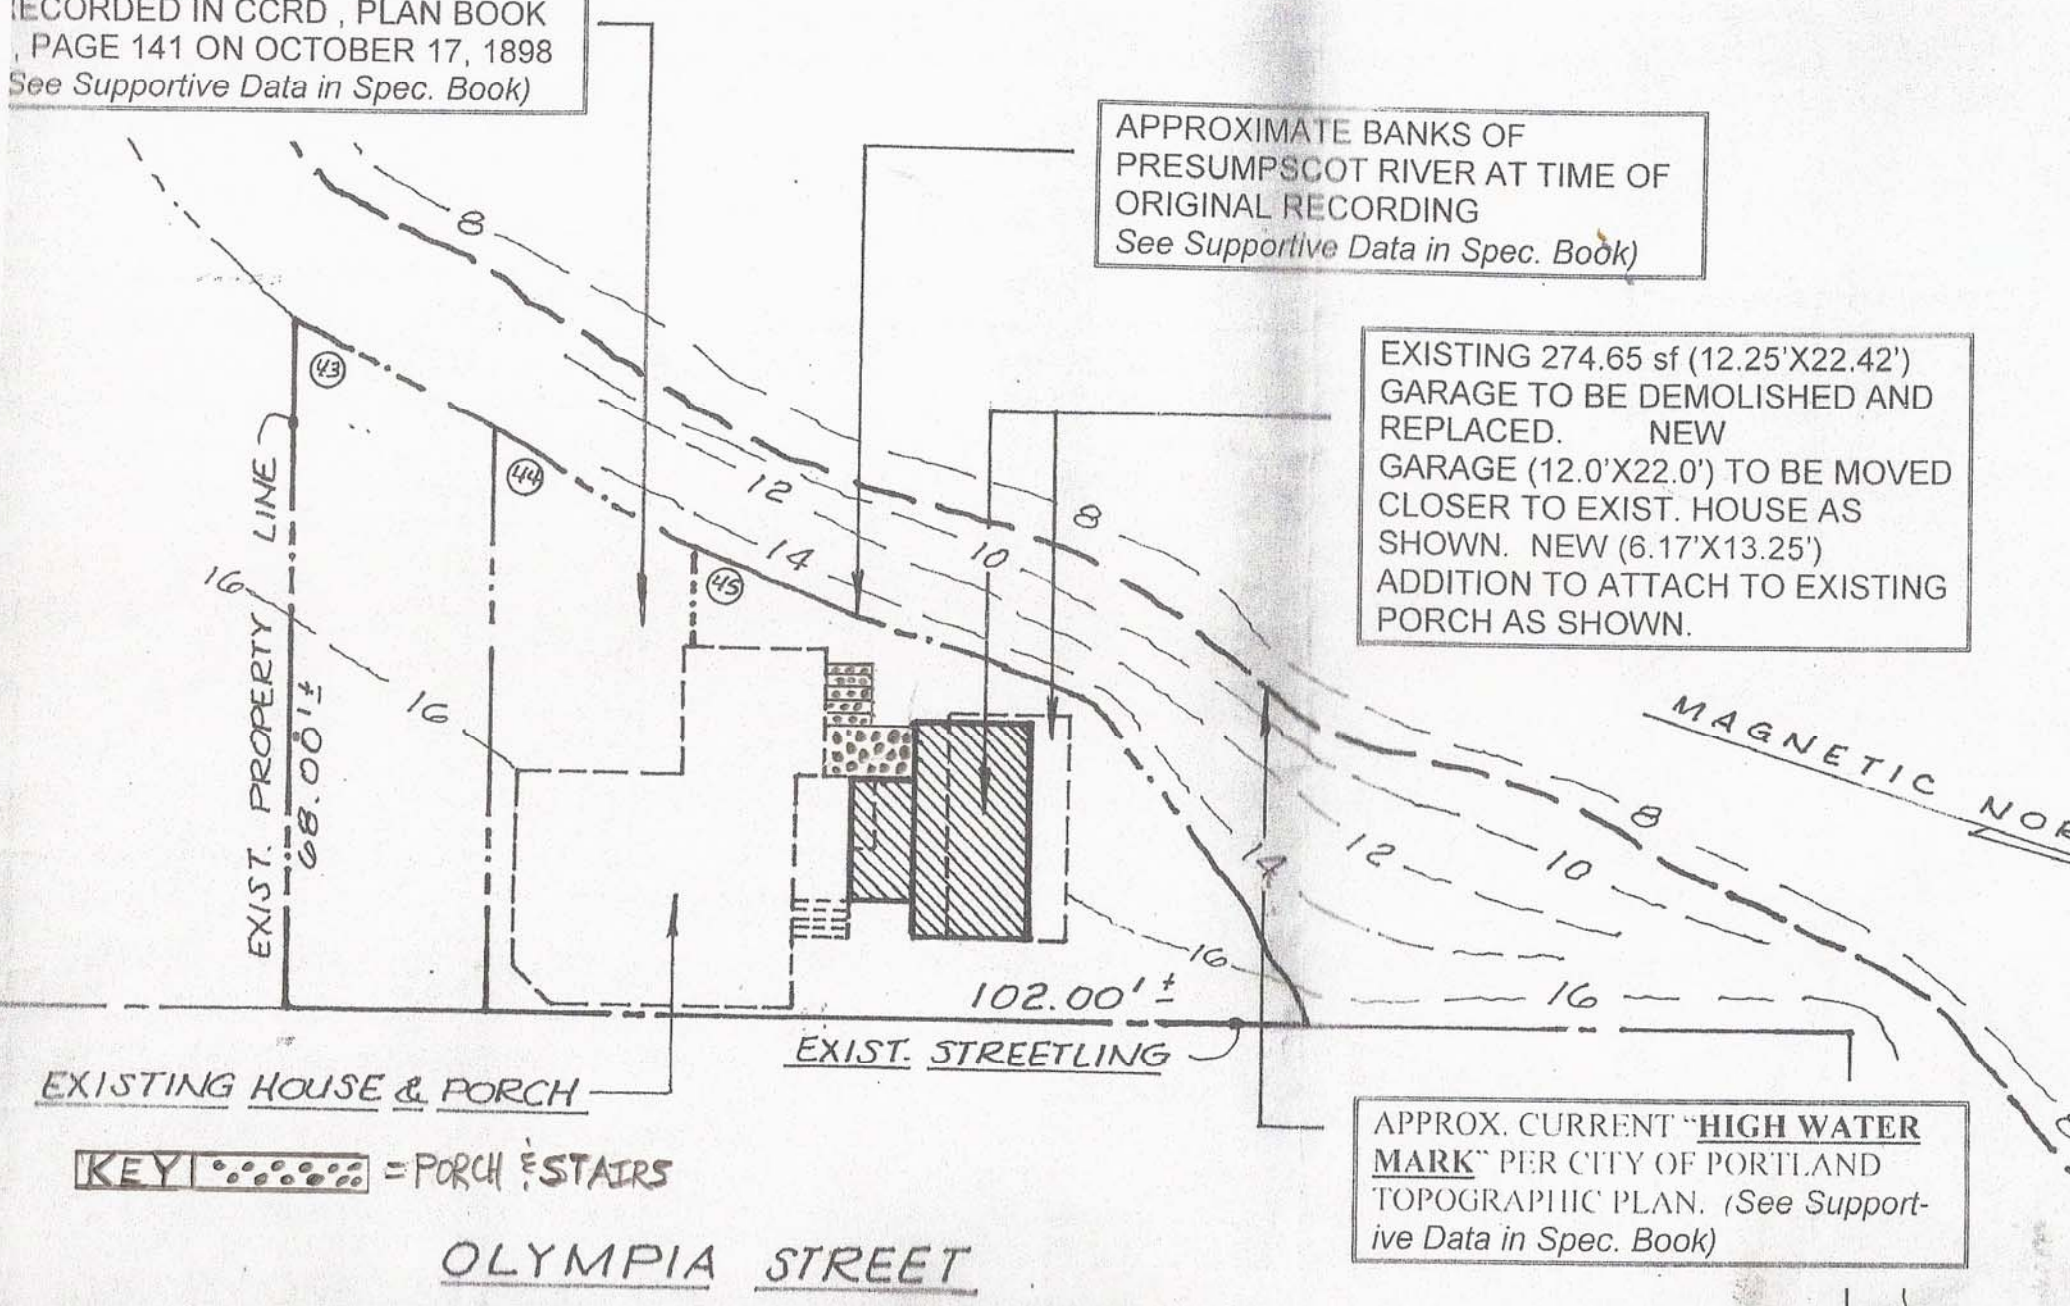 RECORDED IN CCRD , PLAN BOOK
, PAGE 141 ON OCTOBER 17, 1898
See Supportive Data in Spec. Book)
APPROXIMATE BANKS OF
PRESUMPSCOT RIVER AT TIME OF
ORIGINAL RECORDING
See Supportive Data in Spec. Book)
EXISTING 274.65 sf (12.25'X22.42')
GARAGE TO BE DEMOLISHED AND
REPLACED. NEW
GARAGE (12.0'X22.0') TO BE MOVED
CLOSER TO EXIST. HOUSE AS
SHOWN. NEW (6.17'X13.25')
ADDITION TO ATTACH TO EXISTING
PORCH AS SHOWN.
8
43
44
45
12
14
10
8
16
16
EXIST. PROPERTY LINE
68.00'±
MAGNETIC NOR
8
10
12
14
16
16
102.00'±
EXIST. STREETLING
EXISTING HOUSE & PORCH
KEY = PORCH & STAIRS
OLYMPIA STREET
APPROX. CURRENT "HIGH WATER
MARK" PER CITY OF PORTLAND
TOPOGRAPHIC PLAN. (See Support-
ive Data in Spec. Book)